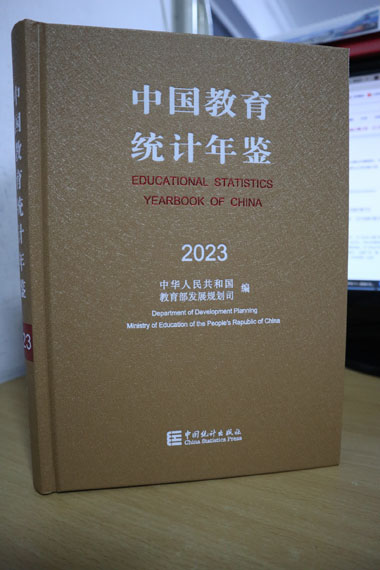 中国教育
统计年鉴
EDUCATIONAL STATISTICS
YEARBOOK OF CHINA
2023
中华人民共和国
教育部发展规划司 编
Department of Development Planning
Ministry of Education of the People's Republic of China
中国统计出版社
China Statistics Press
中国教育统计年鉴
23